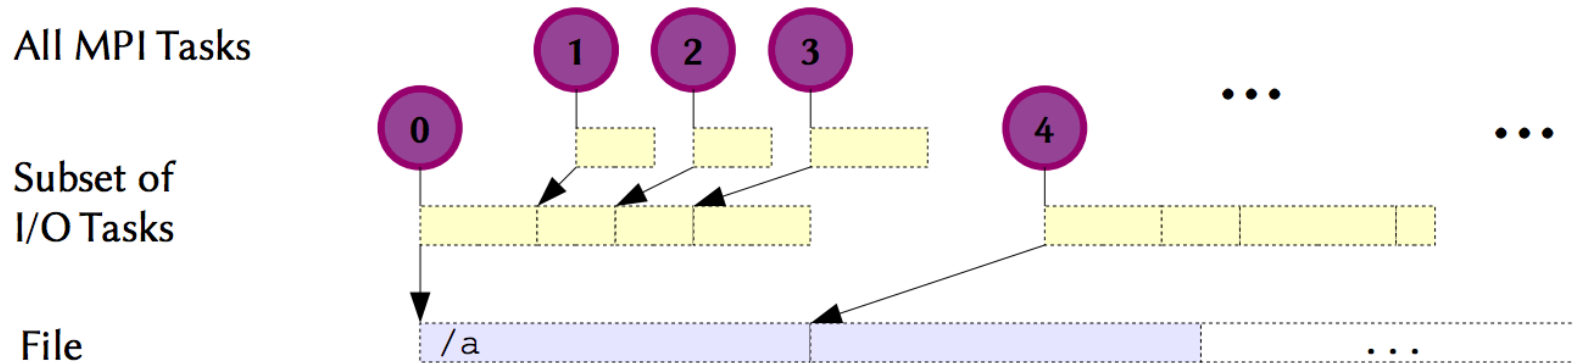 All MPI Tasks
1 2 3
0 4
...
...
Subset of
I/O Tasks
File
/a
...